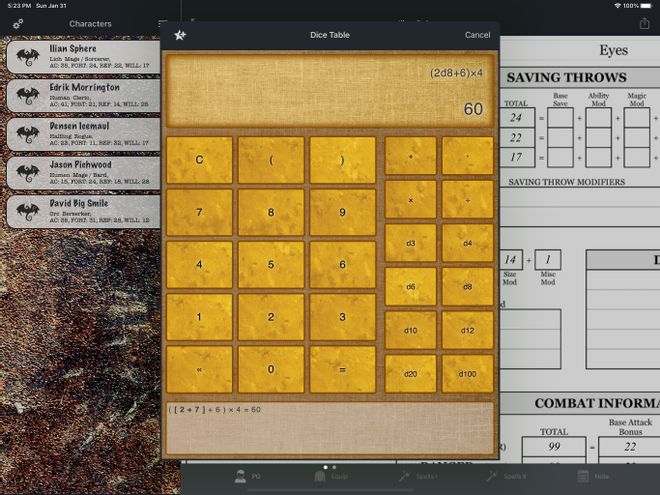 5:23 PM Sun Jan 31
100%
Characters
Ilian Sphere
Lich Mage / Sorcerer,
AC: 35, FORT: 24, REF: 22, WILL: 17
Edrik Morrington
Human Cleric,
AC: 41, FORT: 21, REF: 14, WILL: 25
Densen Icemaul
Halfling Rogue,
AC: 23, FORT: 11, REF: 32, WILL: 17
Jason Pichwood
Human Mage / Bard,
AC: 15, FORT: 24, REF: 18, WILL: 28
David Big Smile
Orc Berserker,
AC: 38, FORT: 31, REF: 28, WILL: 12
Dice Table
Cancel
(2d8+6)×4
60
C ( ) + -
7 8 9 × ÷
d3 d4
4 5 6
d6 d8
1 2 3
d10 d12
« 0 =
d20 d100
( [ 2 + 7 ] + 6 ) × 4 = 60
Eyes
SAVING THROWS
TOTAL
Base Save
Ability Mod
Magic Mod
24 = + +
22 = + +
17 = + +
SAVING THROW MODIFIERS
14 + 1
Size Mod
Misc Mod
D
COMBAT INFORMA
TOTAL
Base Attack Bonus
99 = 22
PG
Equip
Spells I
Spells II
Note